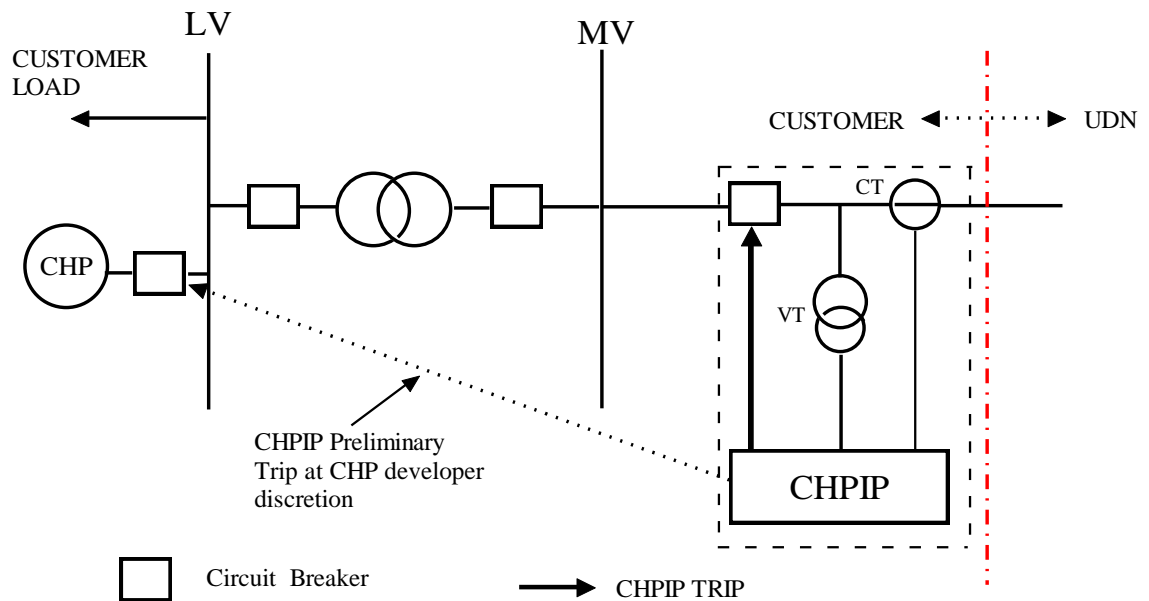 LV
MV
CUSTOMER
LOAD
CUSTOMER
UDN
CT
CHP
VT
CHPIP Preliminary
Trip at CHP developer
discretion
CHPIP
Circuit Breaker
CHPIP TRIP